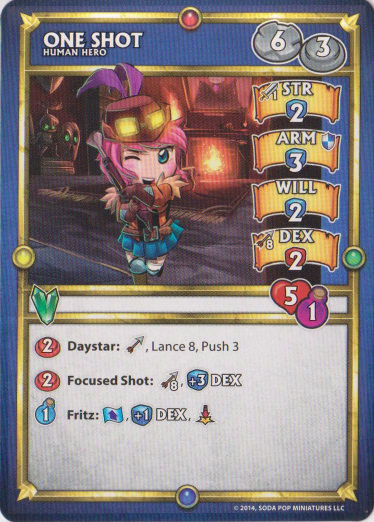 ONE SHOT
HUMAN HERO
6 3
STR
1
2
ARM
3
WILL
2
DEX
8
2
5
1
2 Daystar: , Lance 8, Push 3
2 Focused Shot: 8, +3 DEX
1 Fritz: , +1 DEX,
© 2014, SODA POP MINIATURES LLC